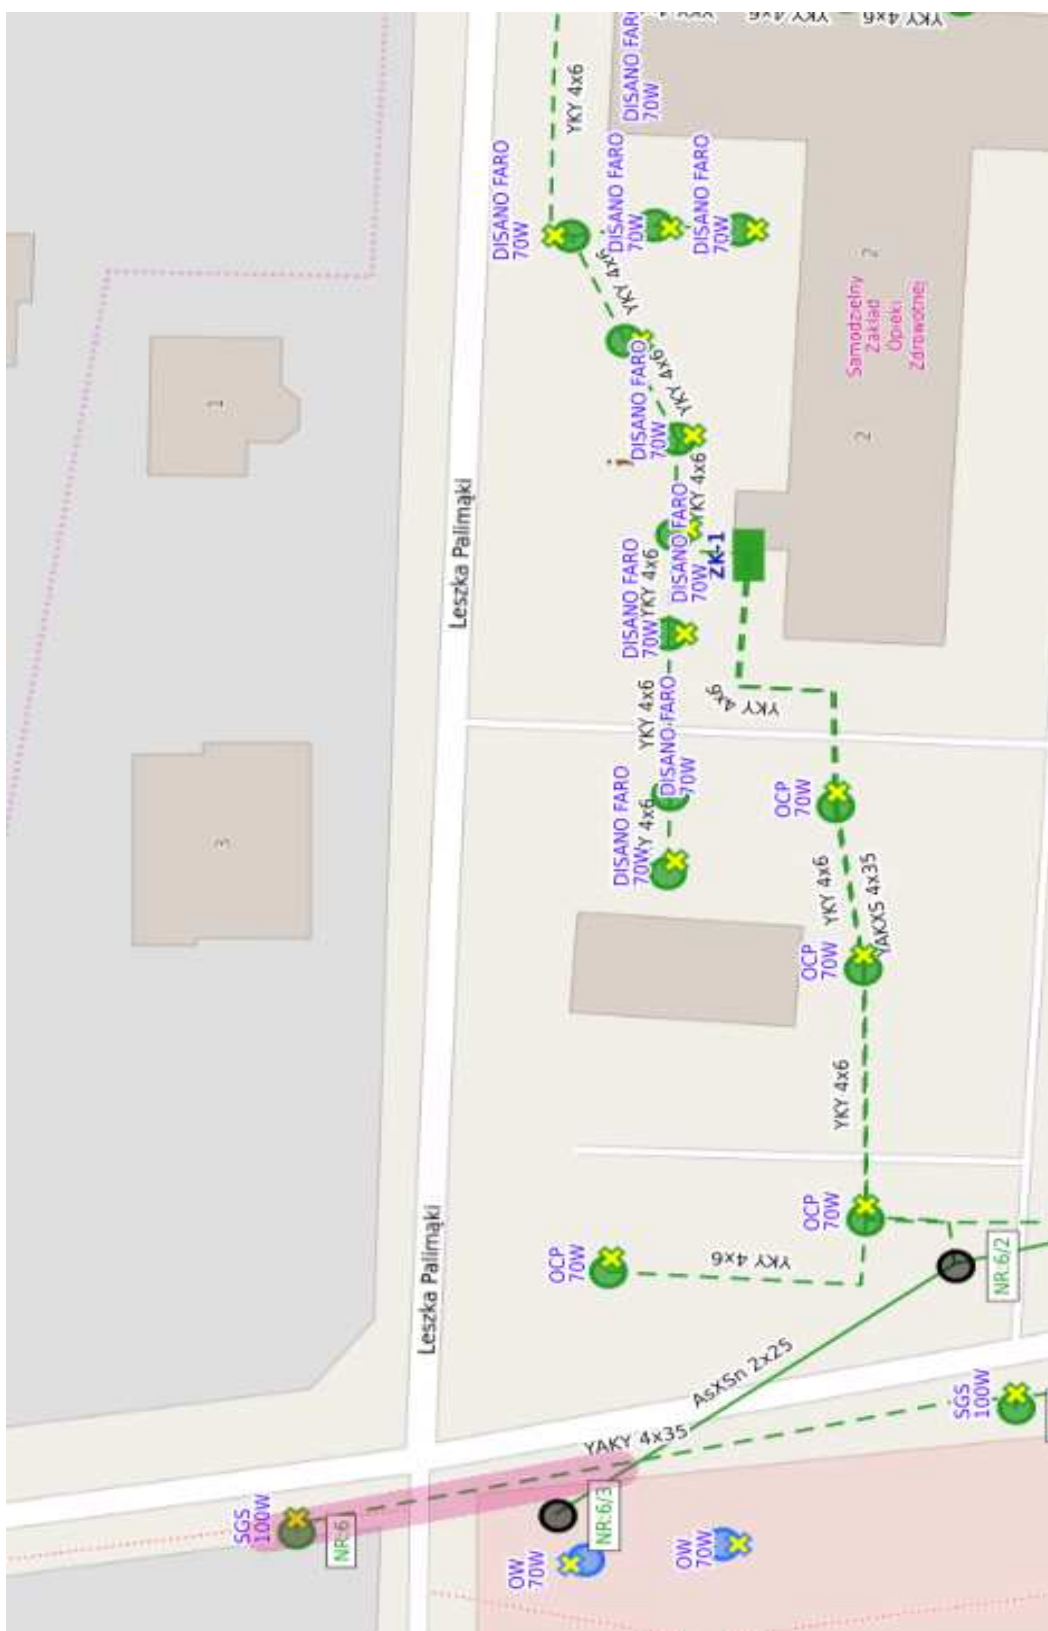 YKY 4x6
YKY 4x6
YKY 4x6
DISANO FARO
70W
YKY 4x6
DISANO FARO
70W
DISANO FARO
70W
DISANO FARO
70W
YKY 4x6
Samodzielny
Zakład
Opieki
Zdrowotnej
2
2
1
DISANO FARO
70W
YKY 4x6
j
YKY 4x6
DISANO FARO
70W
ZK-1
DISANO FARO
70W
YKY 4x6
Leszka Palimąki
YKY 4x6
YKY 4x6
DISANO FARO
70W
DISANO FARO
70W
Y 4x6
OCP
70W
3
YKY 4x6
YAKXS 4x35
OCP
70W
YKY 4x6
OCP
70W
OCP
70W
YKY 4x6
NR:6/2
Leszka Palimąki
AsXSn 2x25
SGS
100W
YAKY 4x35
SGS
100W
NR:6
NR:6/3
OW
70W
OW
70W